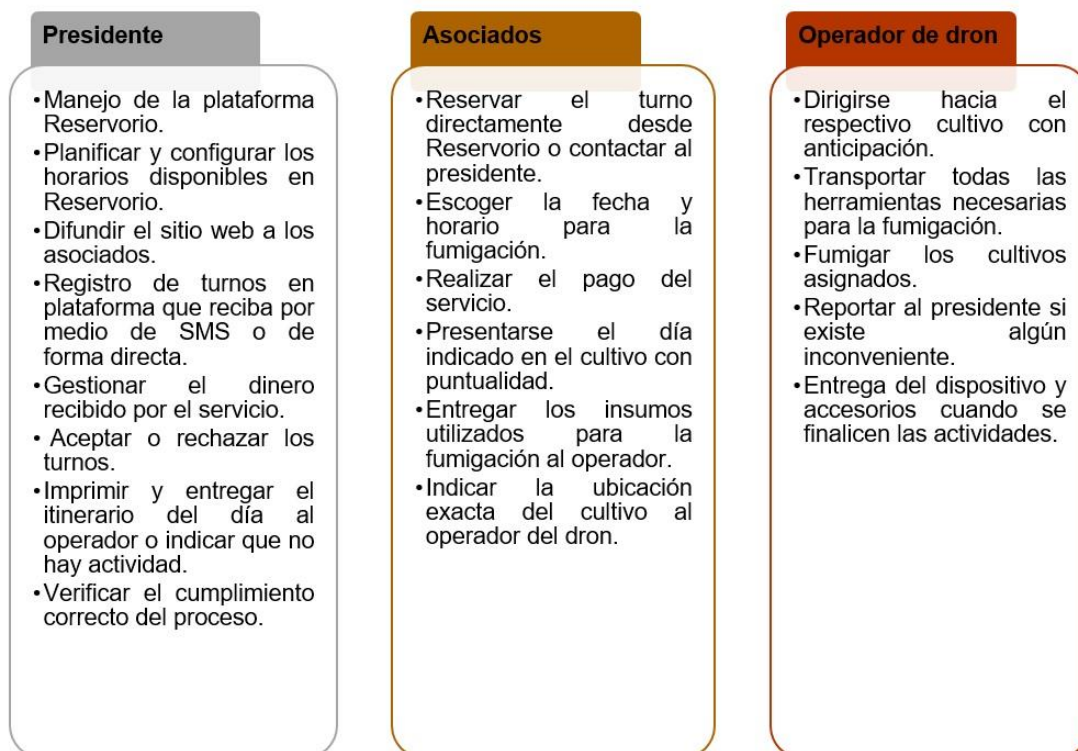 Presidente
•Manejo de la plataforma
Reservorio.
•Planificar y configurar los
horarios disponibles en
Reservorio.
•Difundir el sitio web a los
asociados.
•Registro de turnos en
plataforma que reciba por
medio de SMS o de
forma directa.
•Gestionar el dinero
recibido por el servicio.
• Aceptar o rechazar los
turnos.
•Imprimir y entregar el
itinerario del día al
operador o indicar que no
hay actividad.
•Verificar el cumplimiento
correcto del proceso.
Asociados
•Reservar el turno
directamente desde
Reservorio o contactar al
presidente.
•Escoger la fecha y
horario para la
fumigación.
•Realizar el pago del
servicio.
•Presentarse el día
indicado en el cultivo con
puntualidad.
•Entregar los insumos
utilizados para la
fumigación al operador.
•Indicar la ubicación
exacta del cultivo al
operador del dron.
Operador de dron
•Dirigirse hacia el
respectivo cultivo con
anticipación.
•Transportar todas las
herramientas necesarias
para la fumigación.
•Fumigar los cultivos
asignados.
•Reportar al presidente si
existe algún
inconveniente.
•Entrega del dispositivo y
accesorios cuando se
finalicen las actividades.